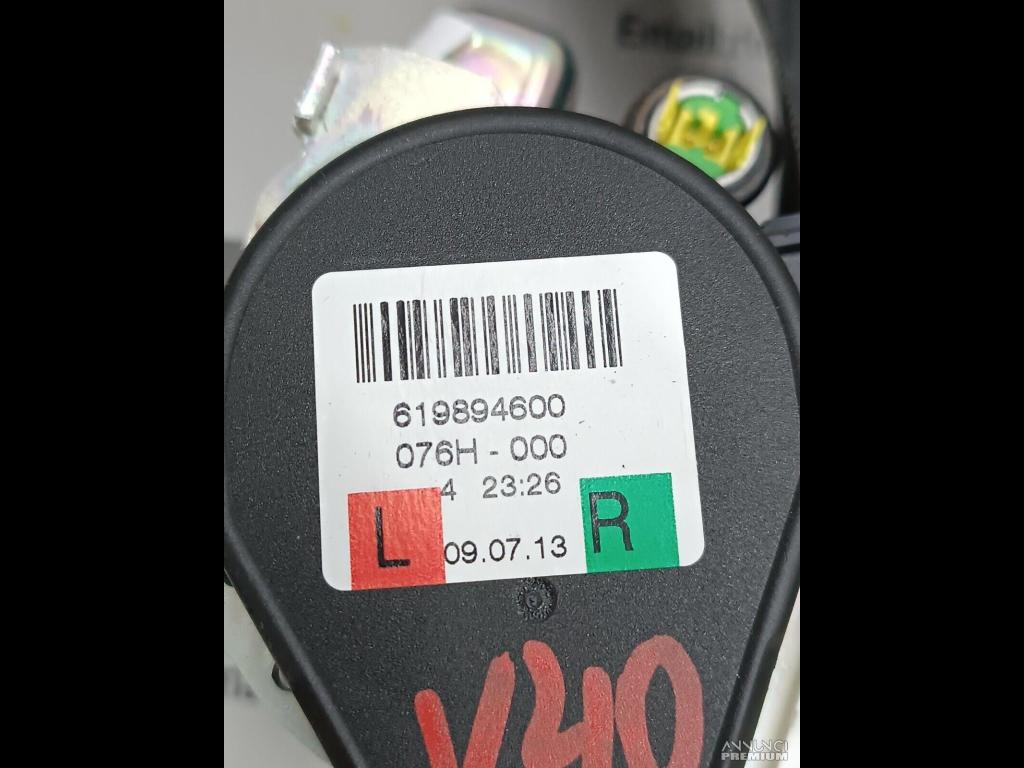 619894600
076H - 000
4 23:26
L 09.07.13 R
V40
ANNUNCI
PREMIUM